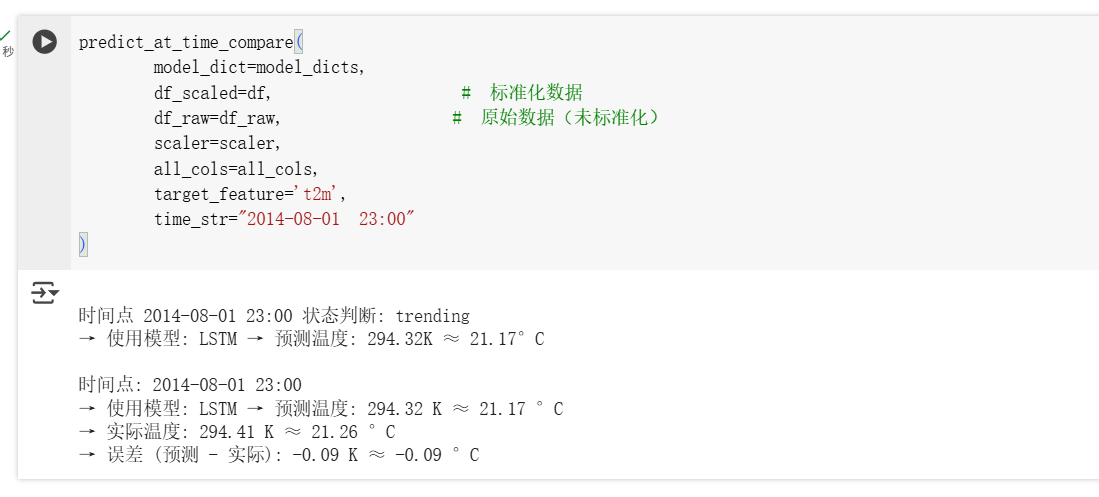 秒
predict_at_time_compare(
model_dict=model_dicts,
df_scaled=df, # 标准化数据
df_raw=df_raw, # 原始数据（未标准化）
scaler=scaler,
all_cols=all_cols,
target_feature='t2m',
time_str="2014-08-01 23:00"
)
时间点 2014-08-01 23:00 状态判断: trending
→ 使用模型: LSTM → 预测温度: 294.32K ≈ 21.17°C
时间点: 2014-08-01 23:00
→ 使用模型: LSTM → 预测温度: 294.32 K ≈ 21.17 °C
→ 实际温度: 294.41 K ≈ 21.26 °C
→ 误差 (预测 - 实际): -0.09 K ≈ -0.09 °C